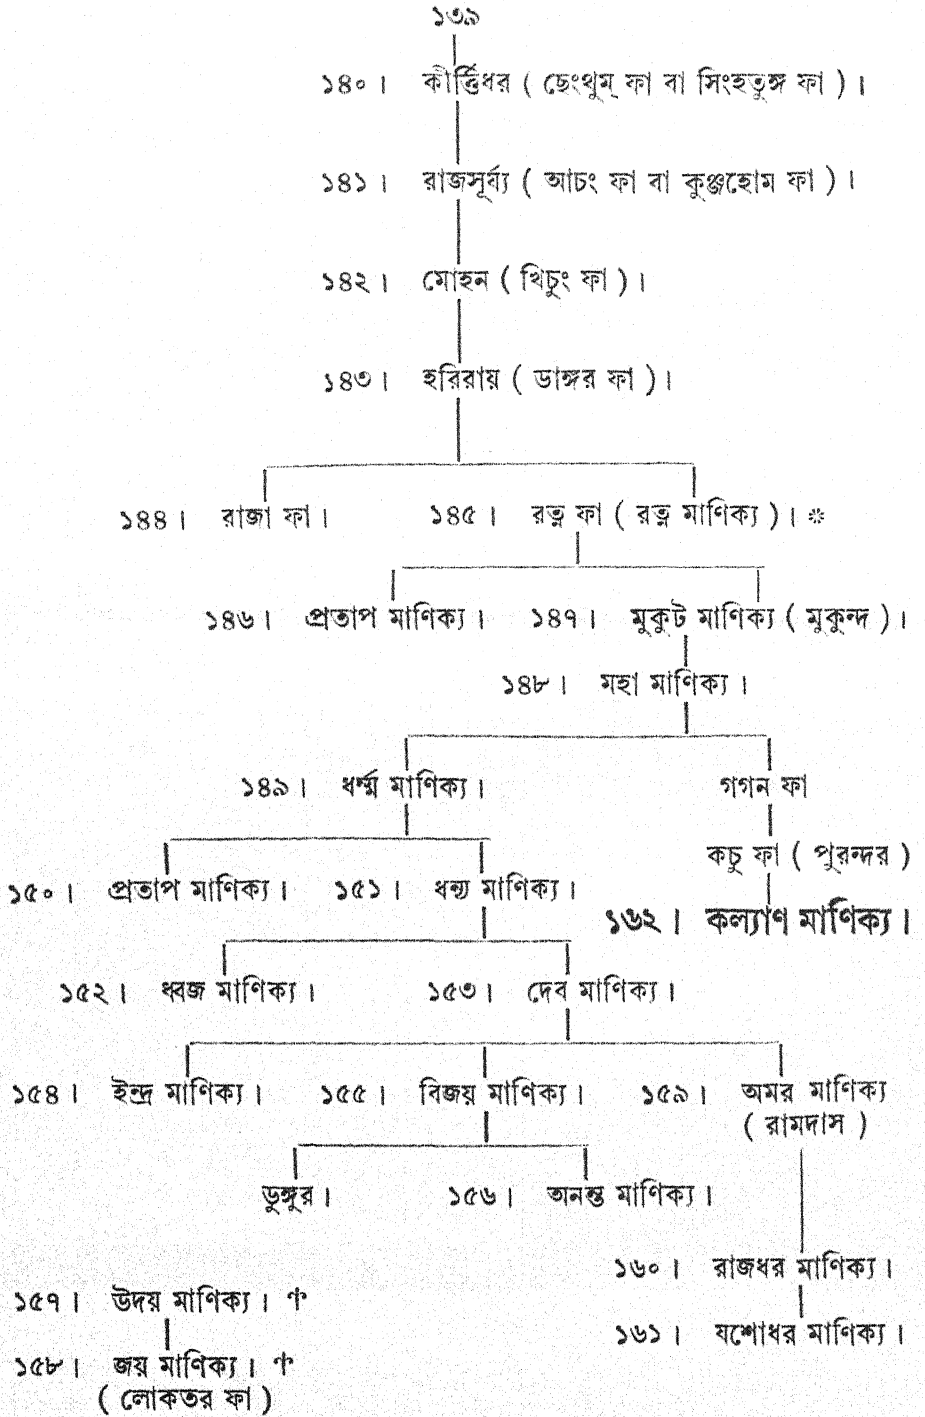 ১৩৯
১৪০। কীর্ত্তিধর ( ছেংথুম্ ফা বা সিংহতুঙ্গ ফা )।
১৪১। রাজসূর্য্য ( আচং ফা বা কুঞ্জহোম ফা )।
১৪২। মোহন ( খিচুং ফা )।
১৪৩। হরিরায় ( ডাঙ্গর ফা )।
১৪৪। রাজা ফা। ১৪৫। রত্ন ফা ( রত্ন মাণিক্য )। *
১৪৬। প্রতাপ মাণিক্য। ১৪৭। মুকুট মাণিক্য ( মুকুন্দ )।
১৪৮। মহা মাণিক্য।
১৪৯। ধর্ম্ম মাণিক্য। গগন ফা
কচু ফা ( পুরন্দর )
১৫০। প্রতাপ মাণিক্য। ১৫১। ধন্য মাণিক্য।
১৬২। কল্যাণ মাণিক্য।
১৫২। ধ্বজ মাণিক্য। ১৫৩। দেব মাণিক্য।
১৫৪। ইন্দ্র মাণিক্য। ১৫৫। বিজয় মাণিক্য। ১৫৯। অমর মাণিক্য
( রামদাস )
ডুঙ্গুর। ১৫৬। অনন্ত মাণিক্য।
১৬০। রাজধর মাণিক্য।
১৫৭। উদয় মাণিক্য। †
১৬১। যশোধর মাণিক্য।
১৫৮। জয় মাণিক্য। †
( লোকতর ফা )